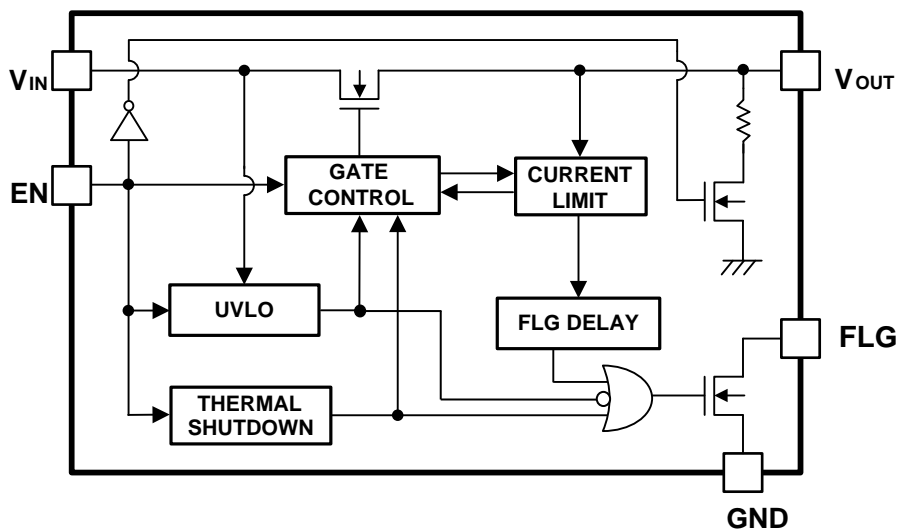 VIN
VOUT
EN
GATE
CONTROL
CURRENT
LIMIT
UVLO
FLG DELAY
FLG
THERMAL
SHUTDOWN
GND